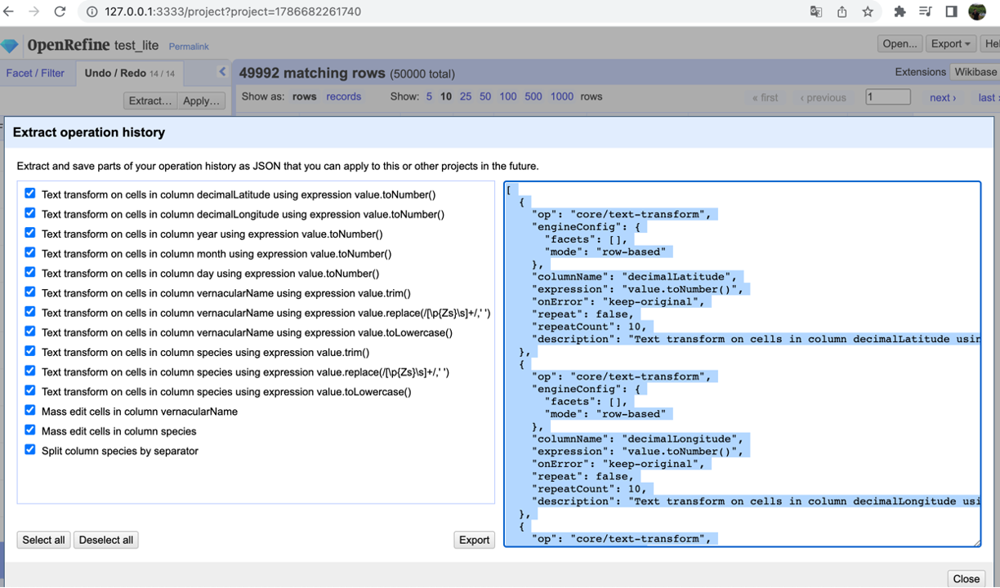 127.0.0.1:3333/project?project=1786682261740
OpenRefine test_lite Permalink
Open... Export
Facet / Filter Undo / Redo 14 / 14
49992 matching rows (50000 total)
Extensions Wikibase
Extract... Apply...
Show as: rows records Show: 5 10 25 50 100 500 1000 rows
« first ‹ previous 1 next › last
Extract operation history
Extract and save parts of your operation history as JSON that you can apply to this or other projects in the future.
Text transform on cells in column decimalLatitude using expression value.toNumber()
Text transform on cells in column decimalLongitude using expression value.toNumber()
Text transform on cells in column year using expression value.toNumber()
Text transform on cells in column month using expression value.toNumber()
Text transform on cells in column day using expression value.toNumber()
Text transform on cells in column vernacularName using expression value.trim()
Text transform on cells in column vernacularName using expression value.replace(/[\p{Zs}\s]+/,' ')
Text transform on cells in column vernacularName using expression value.toLowercase()
Text transform on cells in column species using expression value.trim()
Text transform on cells in column species using expression value.replace(/[\p{Zs}\s]+/,' ')
Text transform on cells in column species using expression value.toLowercase()
Mass edit cells in column vernacularName
Mass edit cells in column species
Split column species by separator
Select all Deselect all Export
[
{
"op": "core/text-transform",
"engineConfig": {
"facets": [],
"mode": "row-based"
},
"columnName": "decimalLatitude",
"expression": "value.toNumber()",
"onError": "keep-original",
"repeat": false,
"repeatCount": 10,
"description": "Text transform on cells in column decimalLatitude usin
},
{
"op": "core/text-transform",
"engineConfig": {
"facets": [],
"mode": "row-based"
},
"columnName": "decimalLongitude",
"expression": "value.toNumber()",
"onError": "keep-original",
"repeat": false,
"repeatCount": 10,
"description": "Text transform on cells in column decimalLongitude usi
},
{
"op": "core/text-transform",
Close